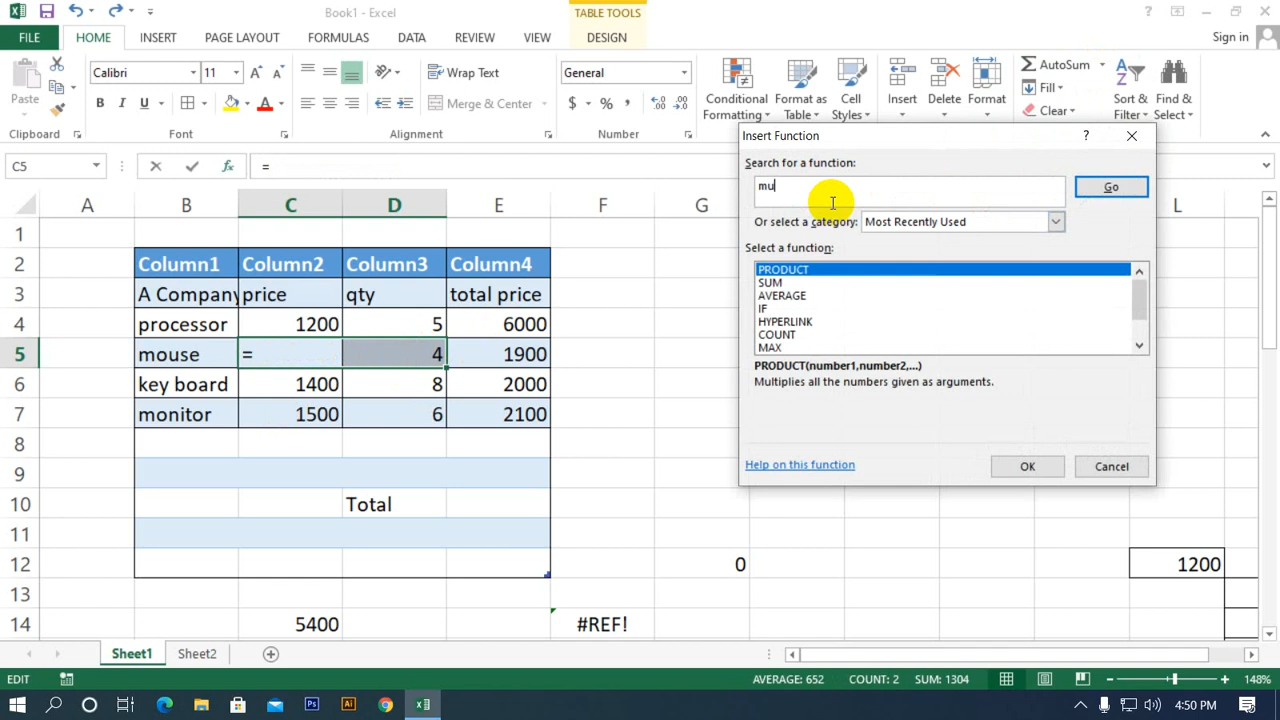 Book1 - Excel
TABLE TOOLS
FILE
HOME
INSERT
PAGE LAYOUT
FORMULAS
DATA
REVIEW
VIEW
DESIGN
Sign in
Paste
Calibri
11
B I U
Wrap Text
Merge & Center
General
$ % ,
Conditional Formatting
Format as Table
Cell Styles
Insert
Delete
Format
AutoSum
Fill
Clear
Sort & Filter
Find & Select
Clipboard
Font
Alignment
Number
Editing
C5
fx
=
A B C D E F G L
1
2 Column1 Column2 Column3 Column4
3 A Company price qty total price
4 processor 1200 5 6000
5 mouse = 4 1900
6 key board 1400 8 2000
7 monitor 1500 6 2100
8
9
10 Total
11
12 0 1200
13
14 5400 #REF!
Insert Function
?
Search for a function:
mu
Go
Or select a category: Most Recently Used
Select a function:
PRODUCT
SUM
AVERAGE
IF
HYPERLINK
COUNT
MAX
PRODUCT(number1,number2,...)
Multiplies all the numbers given as arguments.
Help on this function
OK
Cancel
Sheet1
Sheet2
EDIT
AVERAGE: 652
COUNT: 2
SUM: 1304
148%
4:50 PM